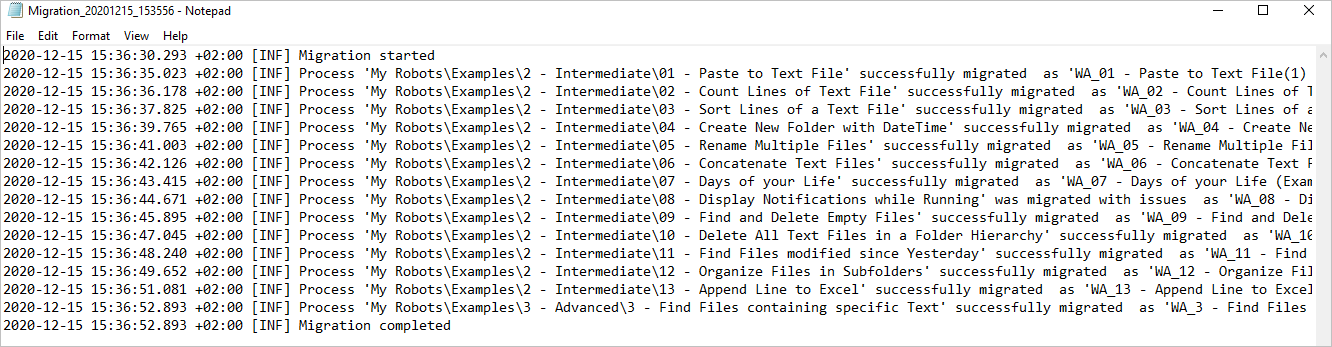 Migration_20201215_153556 - Notepad
File Edit Format View Help
2020-12-15 15:36:30.293 +02:00 [INF] Migration started
2020-12-15 15:36:35.023 +02:00 [INF] Process 'My Robots\Examples\2 - Intermediate\01 - Paste to Text File' successfully migrated  as 'WA_01 - Paste to Text File(1)
2020-12-15 15:36:36.178 +02:00 [INF] Process 'My Robots\Examples\2 - Intermediate\02 - Count Lines of Text File' successfully migrated  as 'WA_02 - Count Lines of T
2020-12-15 15:36:37.825 +02:00 [INF] Process 'My Robots\Examples\2 - Intermediate\03 - Sort Lines of a Text File' successfully migrated  as 'WA_03 - Sort Lines of a
2020-12-15 15:36:39.765 +02:00 [INF] Process 'My Robots\Examples\2 - Intermediate\04 - Create New Folder with DateTime' successfully migrated  as 'WA_04 - Create Ne
2020-12-15 15:36:41.003 +02:00 [INF] Process 'My Robots\Examples\2 - Intermediate\05 - Rename Multiple Files' successfully migrated  as 'WA_05 - Rename Multiple Fil
2020-12-15 15:36:42.126 +02:00 [INF] Process 'My Robots\Examples\2 - Intermediate\06 - Concatenate Text Files' successfully migrated  as 'WA_06 - Concatenate Text F
2020-12-15 15:36:43.415 +02:00 [INF] Process 'My Robots\Examples\2 - Intermediate\07 - Days of your Life' successfully migrated  as 'WA_07 - Days of your Life (Exam
2020-12-15 15:36:44.671 +02:00 [INF] Process 'My Robots\Examples\2 - Intermediate\08 - Display Notifications while Running' was migrated with issues  as 'WA_08 - Di
2020-12-15 15:36:45.895 +02:00 [INF] Process 'My Robots\Examples\2 - Intermediate\09 - Find and Delete Empty Files' successfully migrated  as 'WA_09 - Find and Dele
2020-12-15 15:36:47.045 +02:00 [INF] Process 'My Robots\Examples\2 - Intermediate\10 - Delete All Text Files in a Folder Hierarchy' successfully migrated  as 'WA_10
2020-12-15 15:36:48.240 +02:00 [INF] Process 'My Robots\Examples\2 - Intermediate\11 - Find Files modified since Yesterday' successfully migrated  as 'WA_11 - Find
2020-12-15 15:36:49.652 +02:00 [INF] Process 'My Robots\Examples\2 - Intermediate\12 - Organize Files in Subfolders' successfully migrated  as 'WA_12 - Organize Fil
2020-12-15 15:36:51.081 +02:00 [INF] Process 'My Robots\Examples\2 - Intermediate\13 - Append Line to Excel' successfully migrated  as 'WA_13 - Append Line to Excel
2020-12-15 15:36:52.893 +02:00 [INF] Process 'My Robots\Examples\3 - Advanced\3 - Find Files containing specific Text' successfully migrated  as 'WA_3 - Find Files
2020-12-15 15:36:52.893 +02:00 [INF] Migration completed